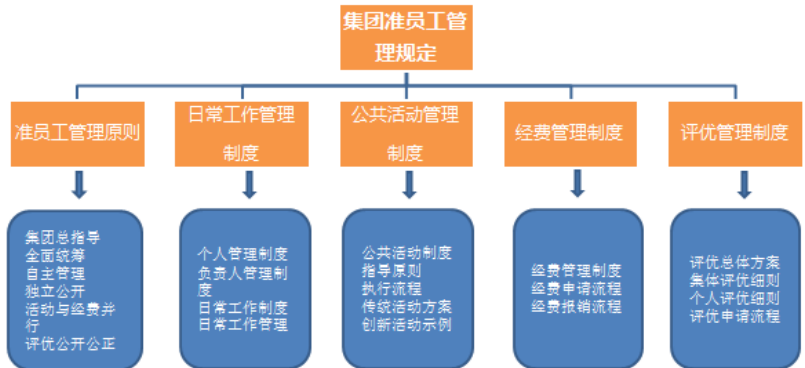 集团准员工管
理规定
准员工管理原则
日常工作管理
制度
公共活动管理
制度
经费管理制度
评优管理制度
集团总指导
全面统筹
自主管理
独立公开
活动与经费并
行
评优公开公正
个人管理制度
负责人管理制
度
日常工作制度
日常工作管理
公共活动制度
指导原则
执行流程
传统活动方案
创新活动示例
经费管理制度
经费申请流程
经费报销流程
评优总体方案
集体评优细则
个人评优细则
评优申请流程